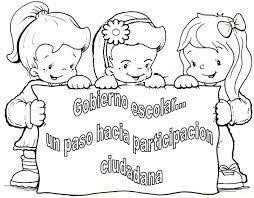 Gobierno escolar...
un paso hacia participacion
ciudadana